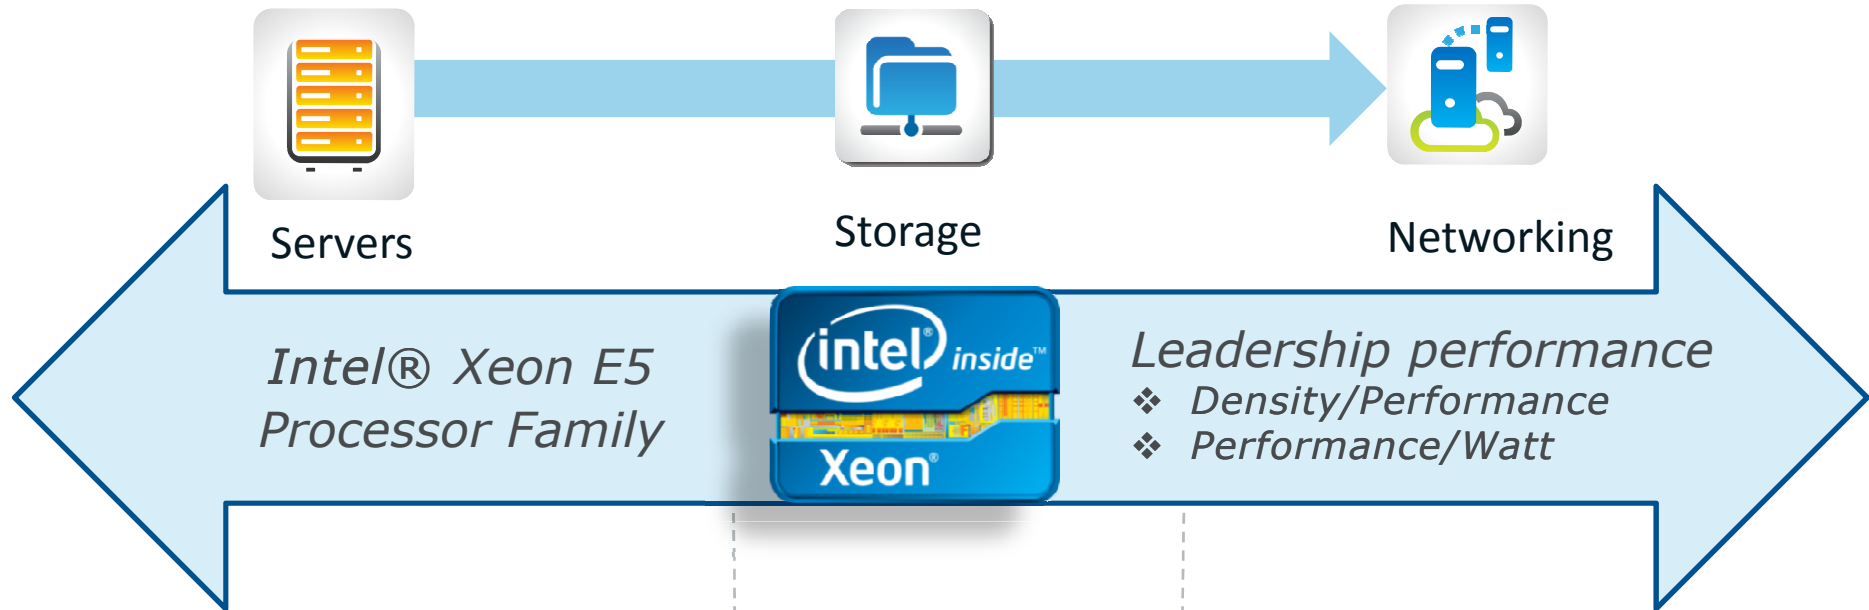 Servers
Storage
Networking
Intel® Xeon E5
Processor Family
intel® inside™
Xeon®
Leadership performance
❖ Density/Performance
❖ Performance/Watt